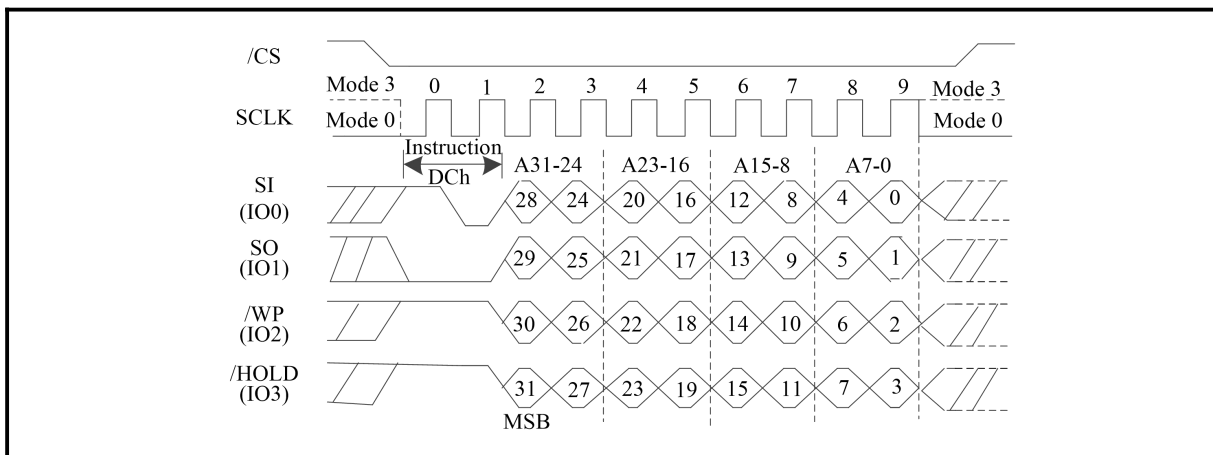 /CS
Mode 3 0 1 2 3 4 5 6 7 8 9 Mode 3
SCLK
Mode 0 Mode 0
Instruction
DCh
A31-24 A23-16 A15-8 A7-0
SI
(IO0)
28 24 20 16 12 8 4 0
SO
(IO1)
29 25 21 17 13 9 5 1
/WP
(IO2)
30 26 22 18 14 10 6 2
/HOLD
(IO3)
31 27 23 19 15 11 7 3
MSB